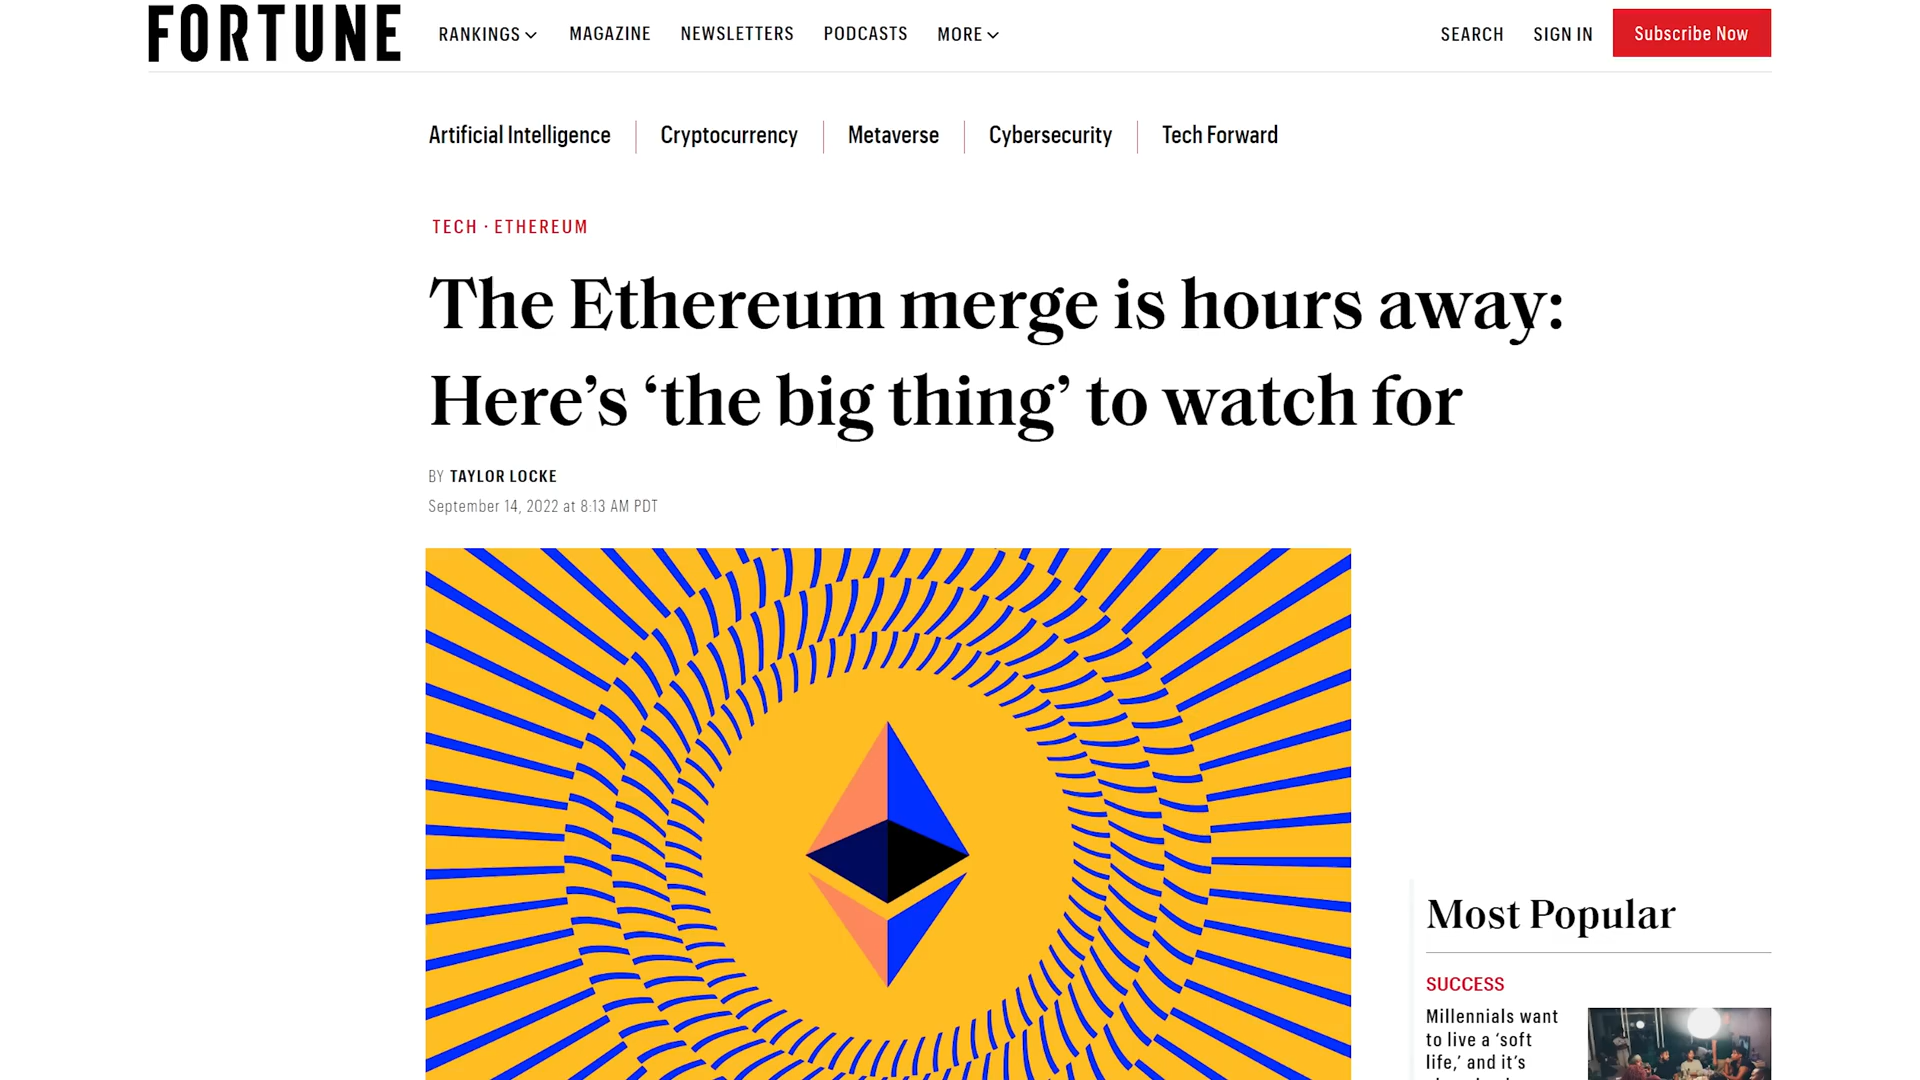 FORTUNE
RANKINGS MAGAZINE NEWSLETTERS PODCASTS MORE SEARCH SIGN IN Subscribe Now
Artificial Intelligence Cryptocurrency Metaverse Cybersecurity Tech Forward
TECH · ETHEREUM
The Ethereum merge is hours away:
Here’s ‘the big thing’ to watch for
BY TAYLOR LOCKE
September 14, 2022 at 8:13 AM PDT
Most Popular
SUCCESS
Millennials want
to live a ‘soft
life,’ and it’s